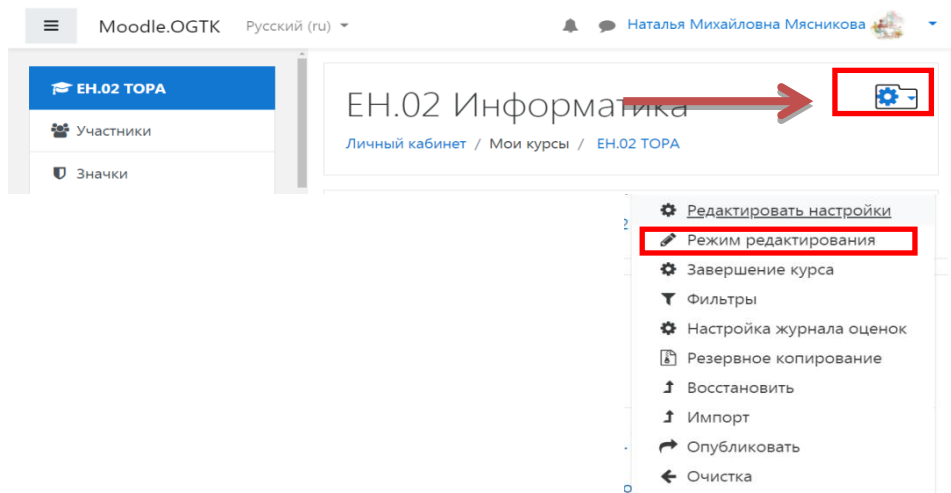 Moodle.OGTK Русский (ru) Наталья Михайловна Мясникова
ЕН.02 ТОРА
Участники
Значки
ЕН.02 Информатика
Личный кабинет / Мои курсы / ЕН.02 ТОРА
Редактировать настройки
Режим редактирования
Завершение курса
Фильтры
Настройка журнала оценок
Резервное копирование
Восстановить
Импорт
Опубликовать
Очистка